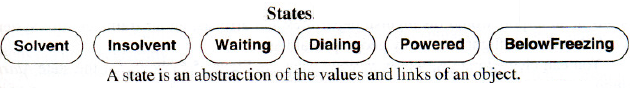 States
Solvent Insolvent Waiting Dialing Powered BelowFreezing
A state is an abstraction of the values and links of an object.